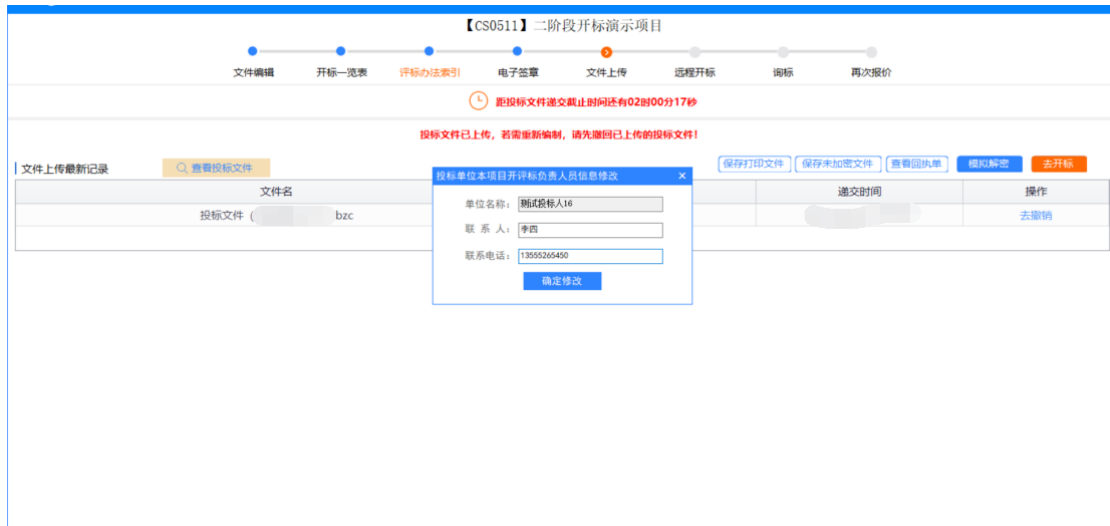 【CS0511】二阶段开标演示项目
文件编辑 开标一览表 评标办法索引 电子签章 文件上传 远程开标 询标 再次报价
距投标文件递交截止时间还有02时00分17秒
投标文件已上传，若需重新编制，请先撤回已上传的投标文件！
文件上传最新记录 查看投标文件 保存打印文件 保存未加密文件 查看回执单 模拟解密 去开标
文件名 递交时间 操作
投标文件 ( bzc 去撤销
投标单位本项目开评标负责人员信息修改 ×
单位名称： 测试投标人16
联 系 人： 李四
联系电话： 13555265450
确定修改